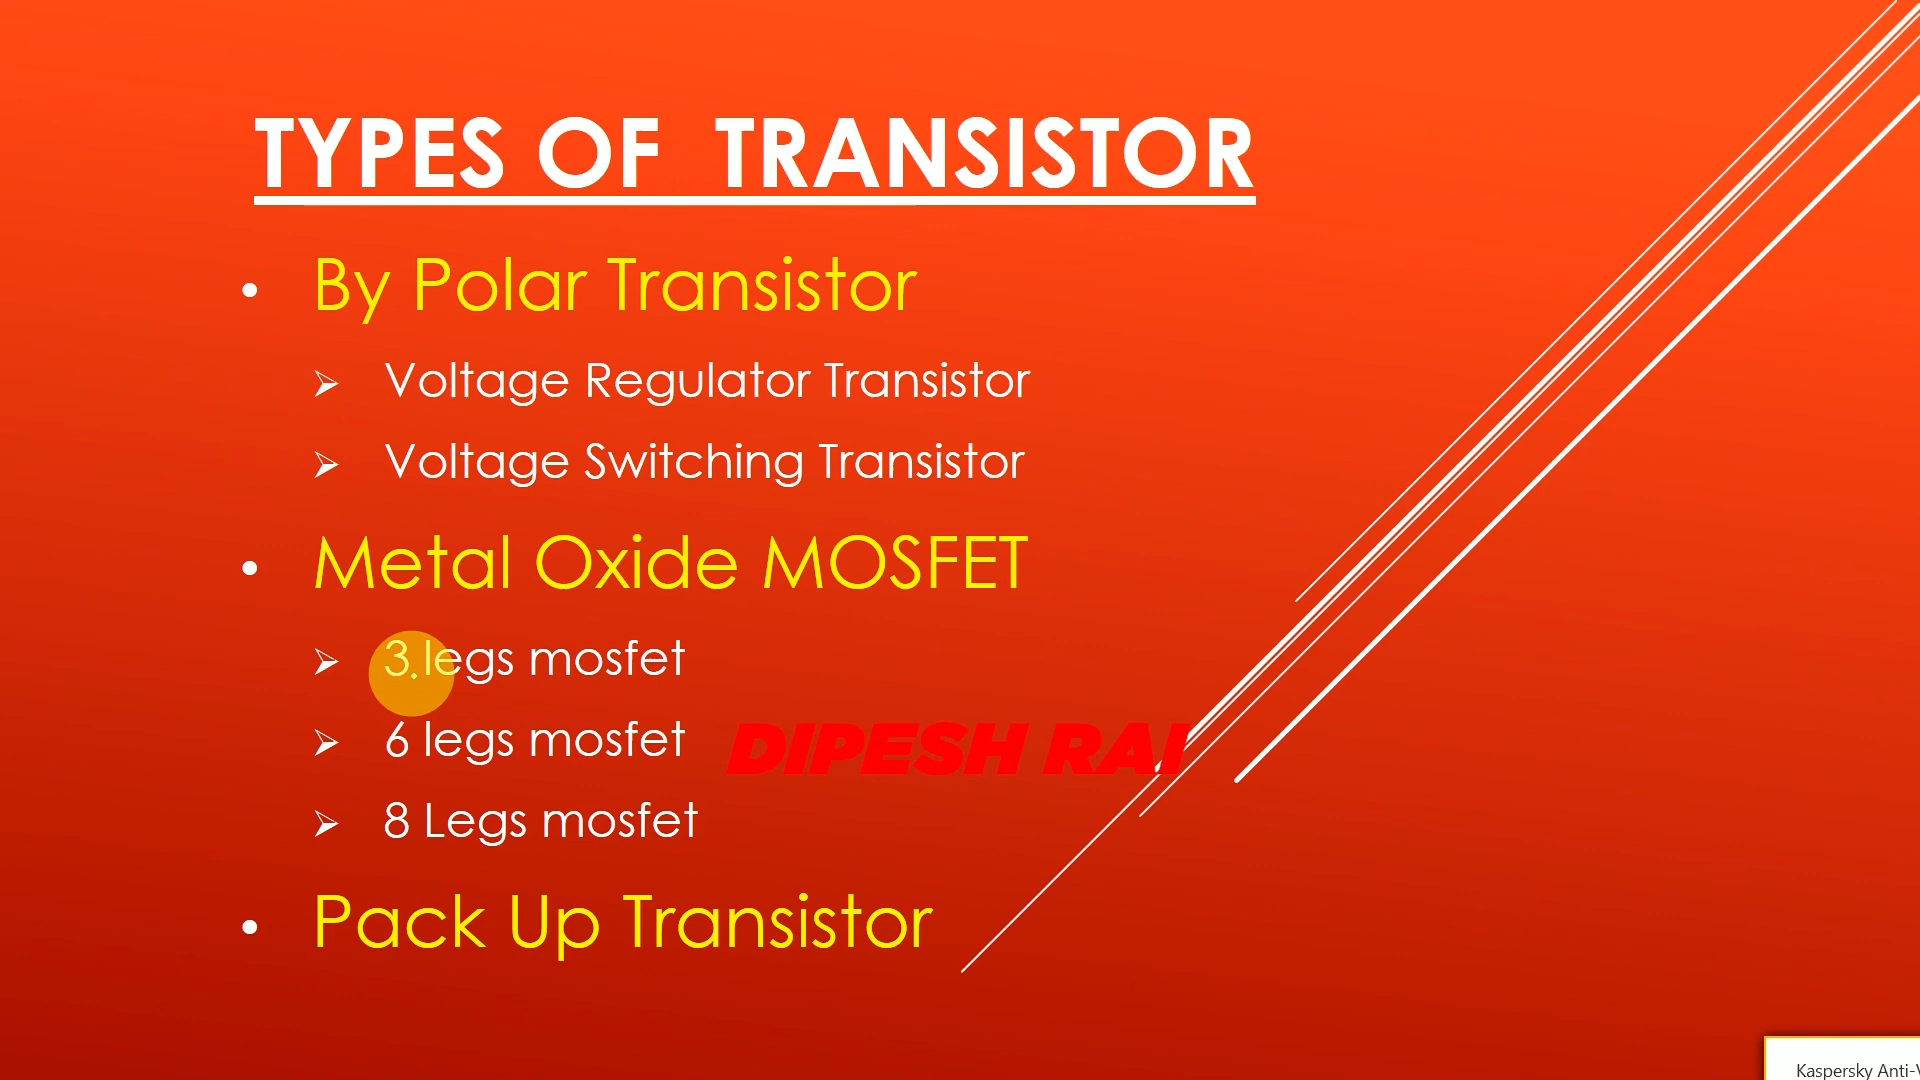 TYPES OF TRANSISTOR
• By Polar Transistor
➢ Voltage Regulator Transistor
➢ Voltage Switching Transistor
• Metal Oxide MOSFET
➢ 3 legs mosfet
➢ 6 legs mosfet
DIPESH RAI
➢ 8 Legs mosfet
• Pack Up Transistor
Kaspersky Anti-V